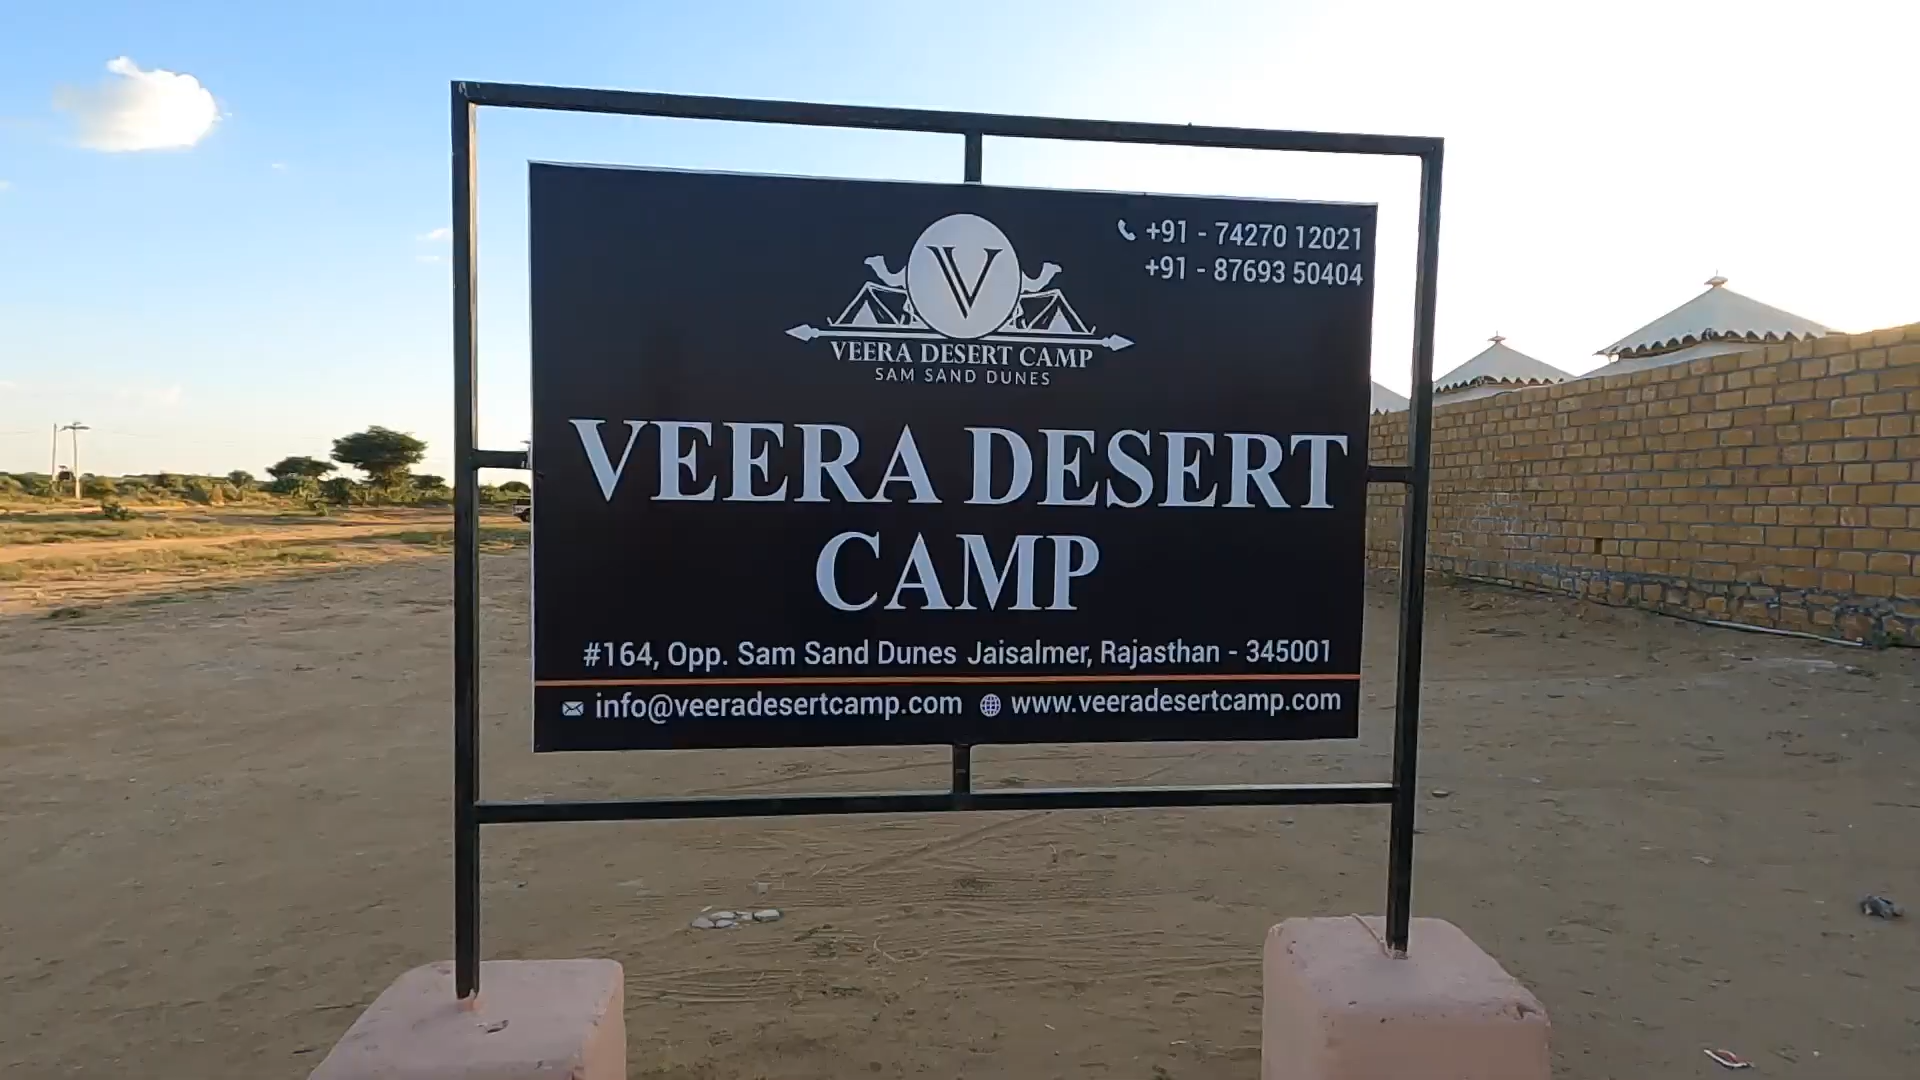 +91 - 74270 12021
+91 - 87693 50404
V
VEERA DESERT CAMP
SAM SAND DUNES
VEERA DESERT
CAMP
#164, Opp. Sam Sand Dunes Jaisalmer, Rajasthan - 345001
info@veeradesertcamp.com www.veeradesertcamp.com